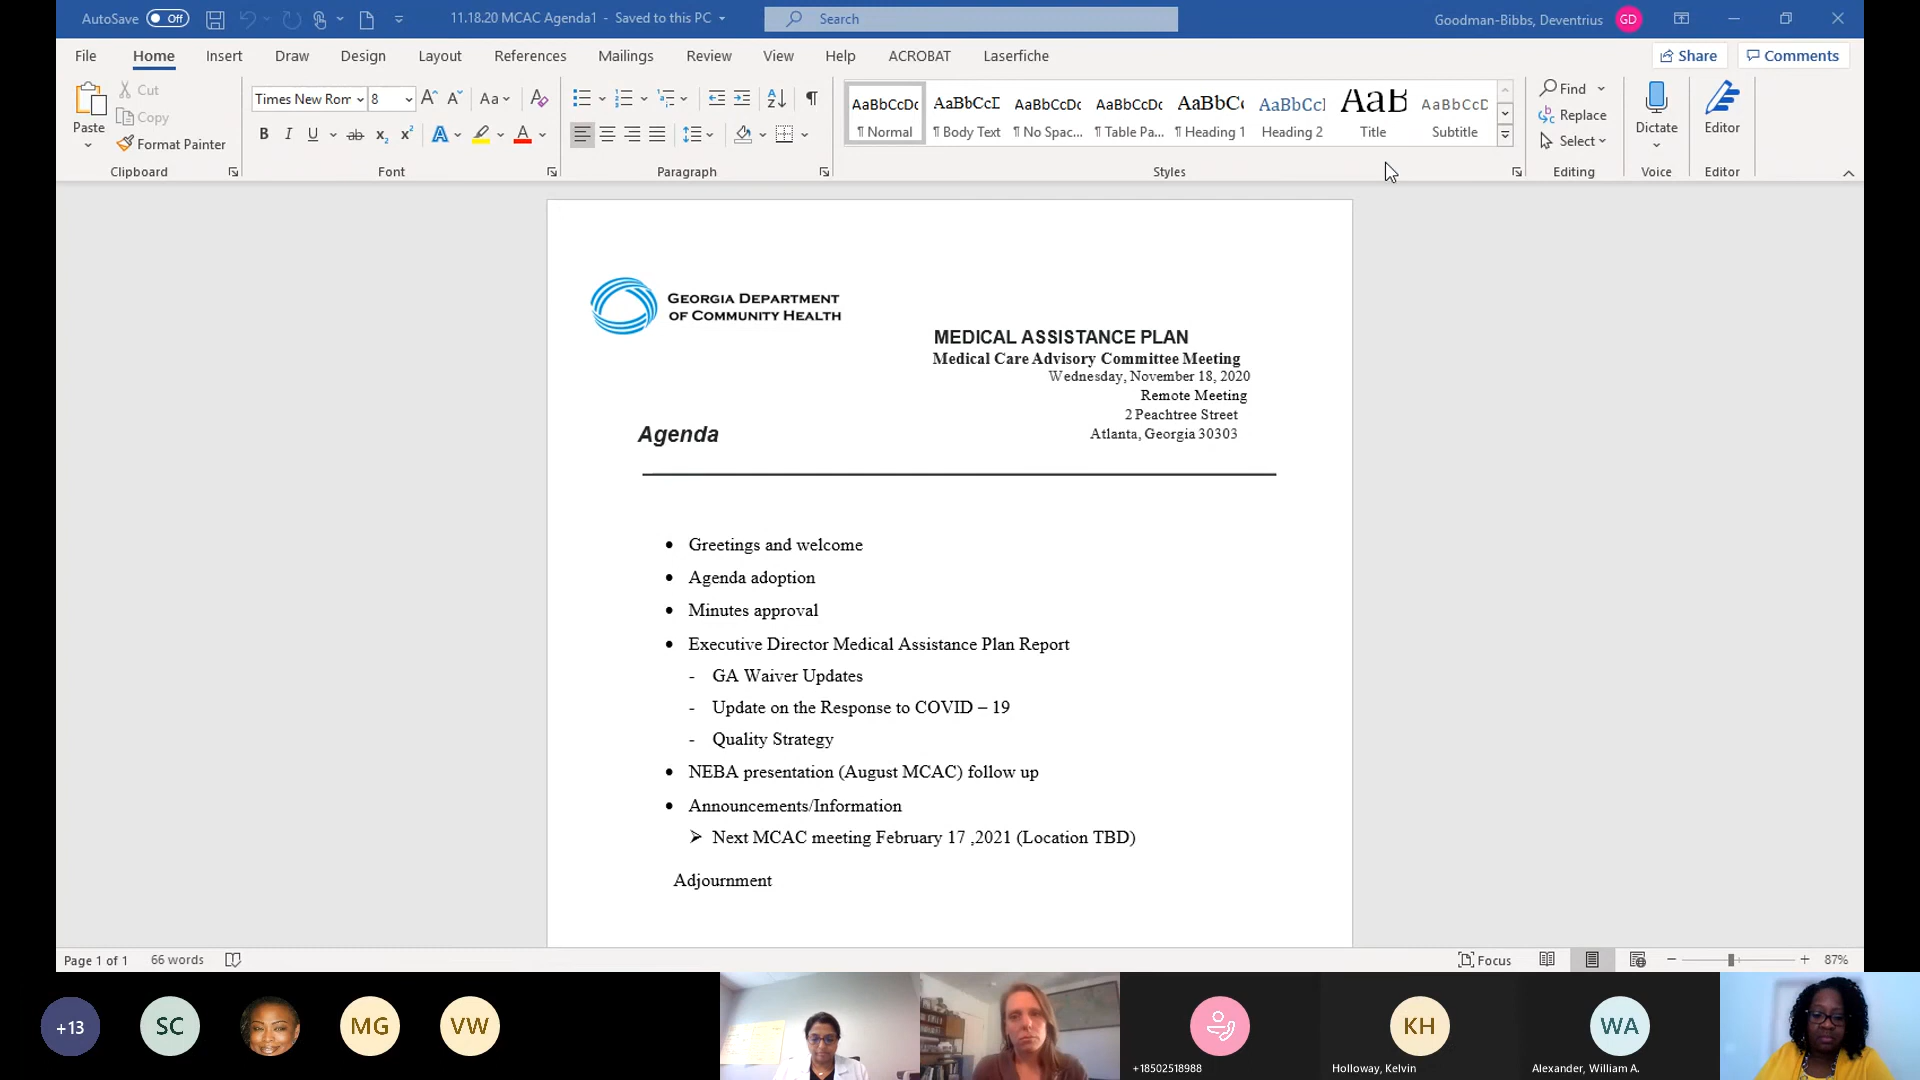 AutoSave Off 11.18.20 MCAC Agenda1 - Saved to this PC Search Goodman-Bibbs, Deventrius GD
File Home Insert Draw Design Layout References Mailings Review View Help ACROBAT Laserfiche Share Comments
Paste Cut
Copy
Format Painter
Clipboard
Times New Rom 8 Aa
B I U ab x₂ x² A A
Font
Paragraph
AaBbCcDc AaBbCcD AaBbCcDc AaBbCcDc AaBbC AaBbCc AaB AaBbCcD
¶ Normal ¶ Body Text ¶ No Spac... ¶ Table Pa... ¶ Heading 1 Heading 2 Title Subtitle
Styles
Find
Replace
Select
Editing
Dictate
Voice
Editor
Editor
GEORGIA DEPARTMENT
OF COMMUNITY HEALTH
MEDICAL ASSISTANCE PLAN
Medical Care Advisory Committee Meeting
Wednesday, November 18, 2020
Remote Meeting
2 Peachtree Street
Atlanta, Georgia 30303
Agenda
• Greetings and welcome
• Agenda adoption
• Minutes approval
• Executive Director Medical Assistance Plan Report
- GA Waiver Updates
- Update on the Response to COVID – 19
- Quality Strategy
• NEBA presentation (August MCAC) follow up
• Announcements/Information
➢ Next MCAC meeting February 17 ,2021 (Location TBD)
Adjournment
Page 1 of 1 66 words Focus 87%
+13 SC MG VW KH WA
+18502518988 Holloway, Kelvin Alexander, William A.